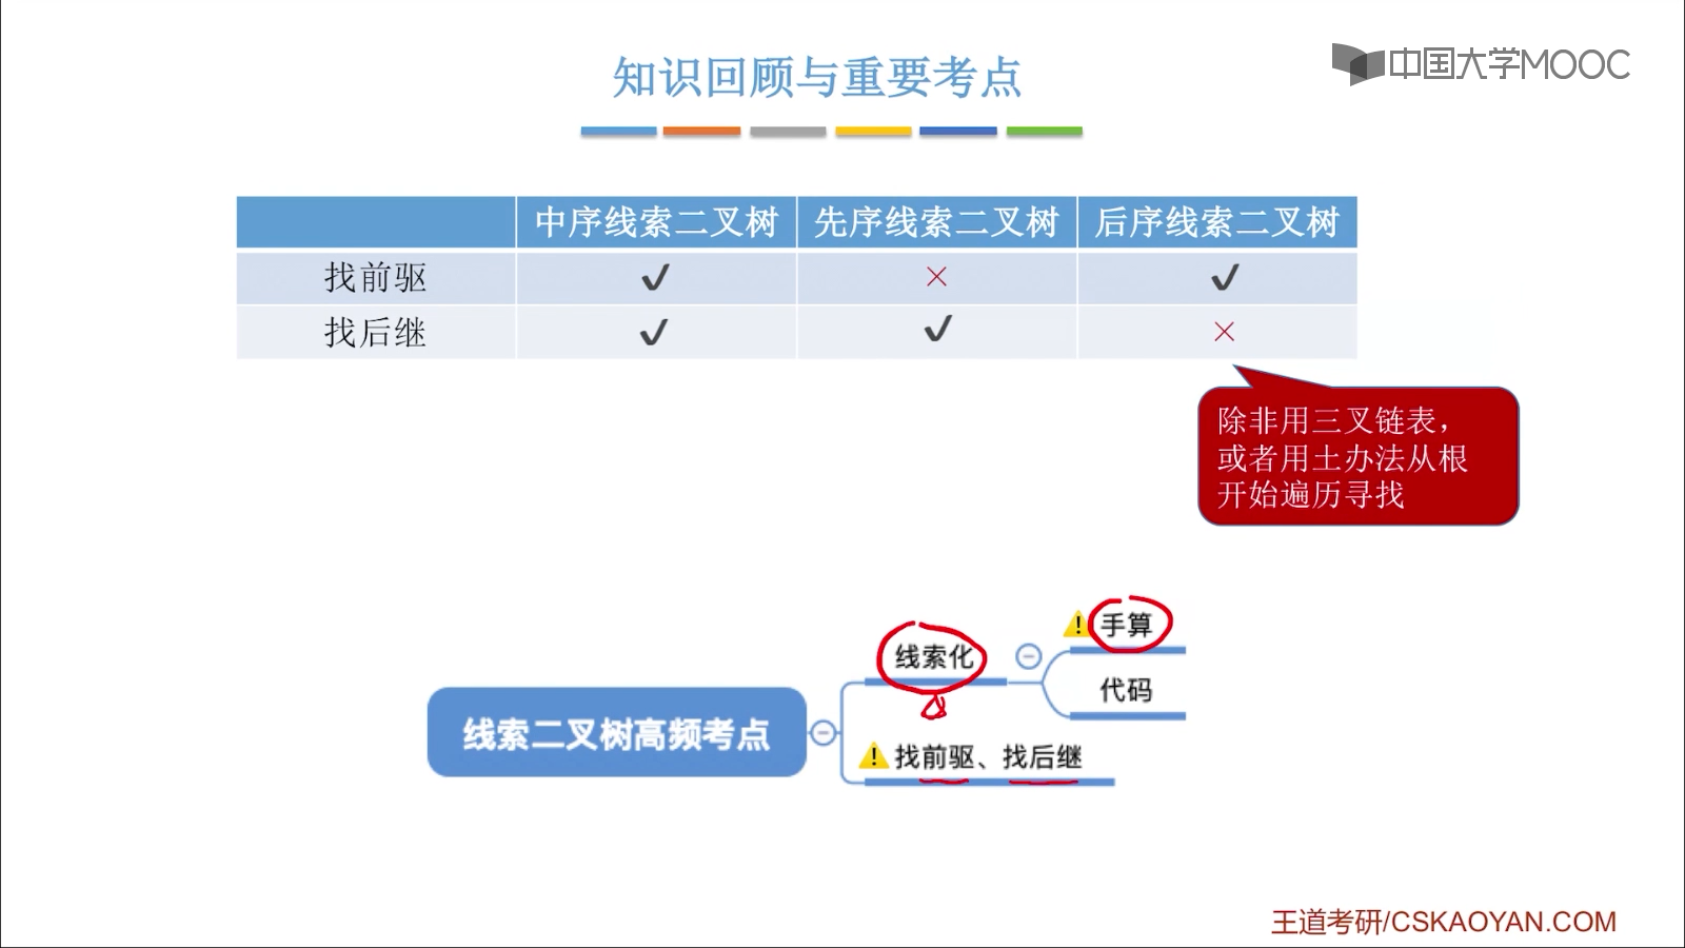 知识回顾与重要考点
中国大学MOOC
中序线索二叉树 先序线索二叉树 后序线索二叉树
找前驱 ✓ × ✓
找后继 ✓ ✓ ×
除非用三叉链表，
或者用土办法从根
开始遍历寻找
手算
线索化
代码
线索二叉树高频考点
找前驱、找后继
王道考研/CSKAOYAN.COM